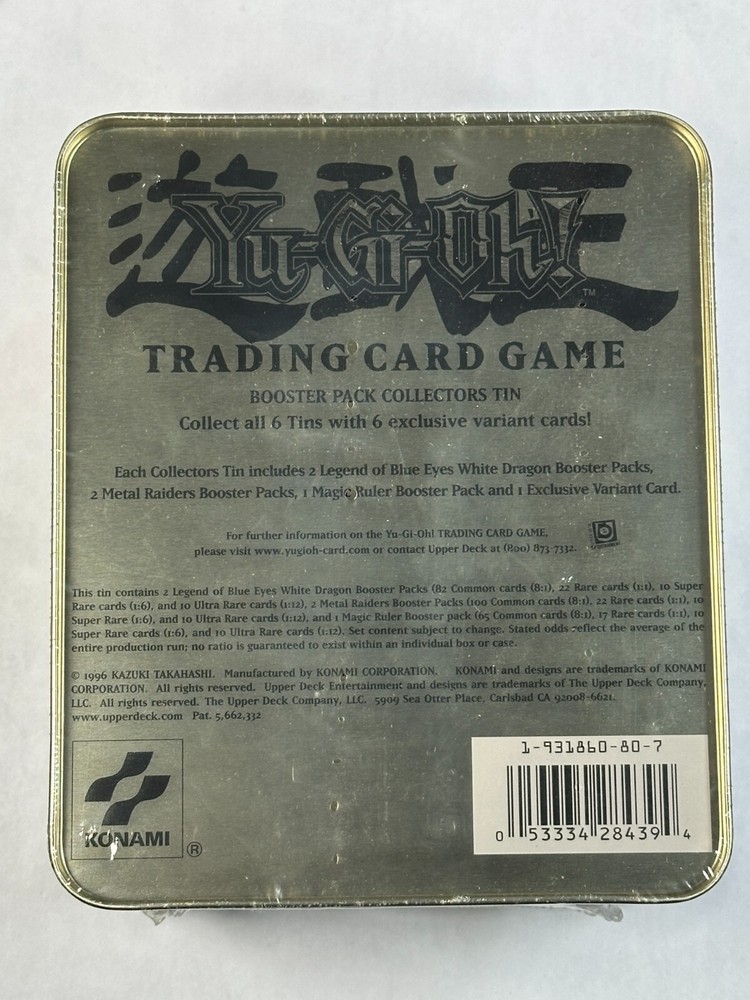 遊戯王
Yu-Gi-Oh!™
TRADING CARD GAME
BOOSTER PACK COLLECTORS TIN
Collect all 6 Tins with 6 exclusive variant cards!
Each Collectors Tin includes 2 Legend of Blue Eyes White Dragon Booster Packs,
2 Metal Raiders Booster Packs, 1 Magic Ruler Booster Pack and 1 Exclusive Variant Card.
For further information on the Yu-Gi-Oh! TRADING CARD GAME,
please visit www.yugioh-card.com or contact Upper Deck at (800) 873-7332.
This tin contains 2 Legend of Blue Eyes White Dragon Booster Packs (82 Common cards (8:1), 22 Rare cards (1:1), 10 Super
Rare cards (1:6), and 10 Ultra Rare cards (1:12), 2 Metal Raiders Booster Packs (100 Common cards (8:1), 22 Rare cards (1:1), 10
Super Rare (1:6), and 10 Ultra Rare cards (1:12), and 1 Magic Ruler Booster pack (65 Common cards (8:1), 17 Rare cards (1:1), 10
Super Rare cards (1:6), and 10 Ultra Rare cards (1:12). Set content subject to change. Stated odds reflect the average of the
entire production run; no ratio is guaranteed to exist within an individual box or case.
© 1996 KAZUKI TAKAHASHI. Manufactured by KONAMI CORPORATION. KONAMI and designs are trademarks of KONAMI
CORPORATION. All rights reserved. Upper Deck Entertainment and designs are trademarks of The Upper Deck Company,
LLC. All rights reserved. The Upper Deck Company, LLC. 5909 Sea Otter Place, Carlsbad CA 92008-6621.
www.upperdeck.com Pat. 5,662,332
KONAMI ®
1-931860-80-7
0 53334 28439 4